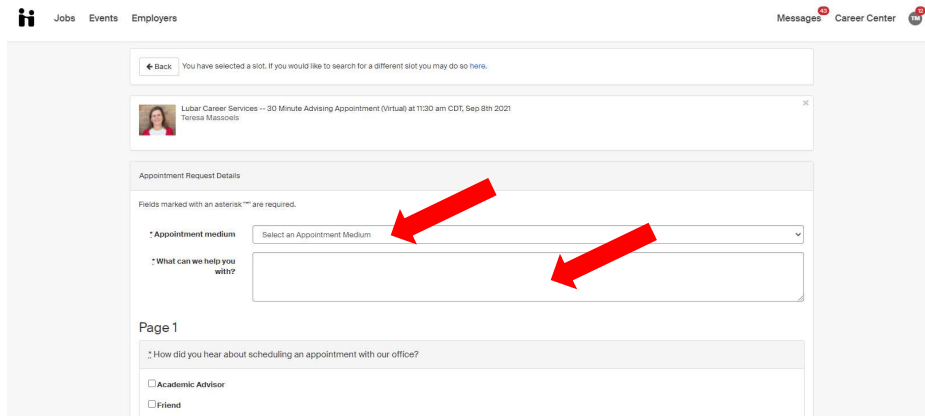 Jobs Events Employers Messages 43 Career Center TM 12
Back You have selected a slot. If you would like to search for a different slot you may do so here.
Lubar Career Services -- 30 Minute Advising Appointment (Virtual) at 11:30 am CDT, Sep 8th 2021 ×
Teresa Massoels
Appointment Request Details
Fields marked with an asterisk "*" are required.
* Appointment medium Select an Appointment Medium
* What can we help you
with?
Page 1
* How did you hear about scheduling an appointment with our office?
Academic Advisor
Friend